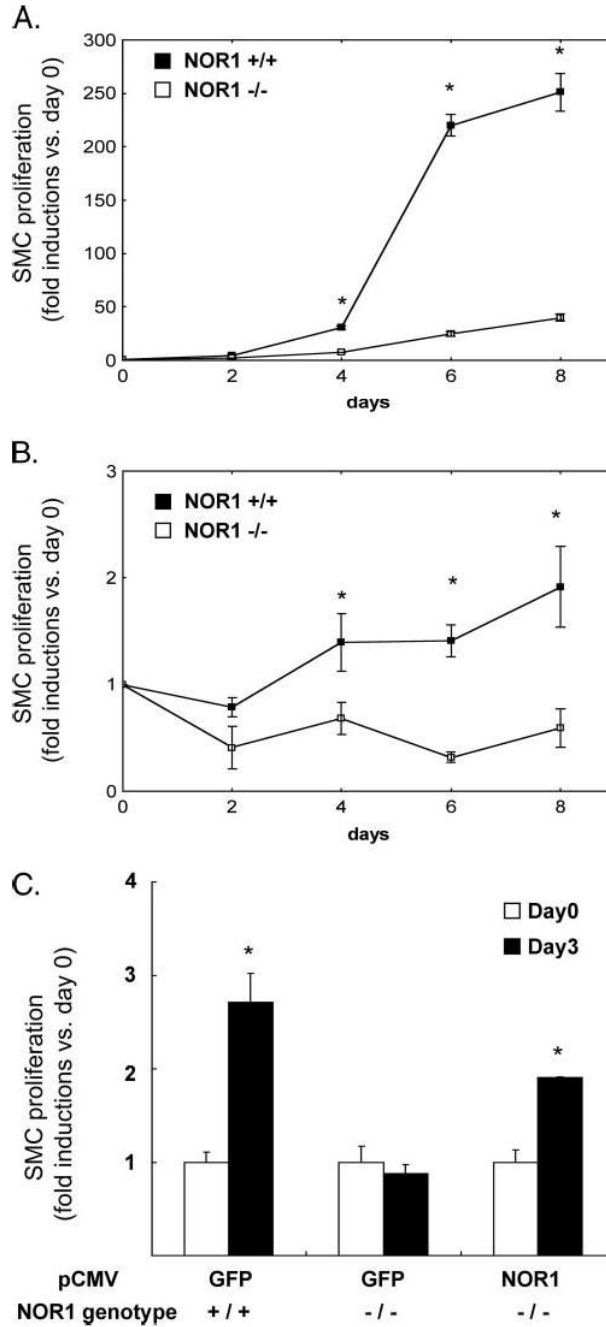 A.
SMC proliferation
(fold inductions vs. day 0)
300
250
200
150
100
50
0
NOR1 +/+
NOR1 -/-
*
*
*
0 2 4 6 8
days
B.
SMC proliferation
(fold inductions vs. day 0)
3
2
1
0
NOR1 +/+
NOR1 -/-
*
*
*
0 2 4 6 8
days
C.
SMC proliferation
(fold inductions vs. day 0)
4
3
2
1
Day0
Day3
*
*
pCMV GFP GFP NOR1
NOR1 genotype +/+ -/- -/-